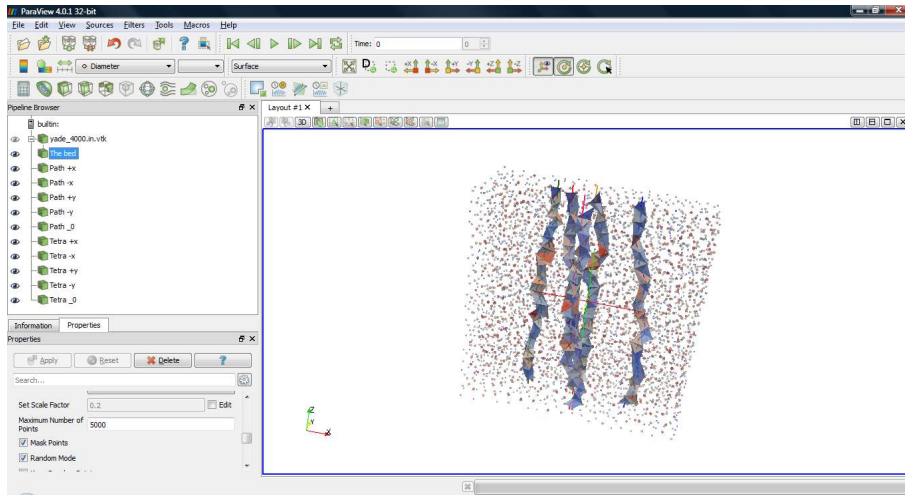 ParaView 4.0.1 32-bit
File Edit View Sources Filters Tools Macros Help
Time: 0 0
Diameter Surface
3D
Pipeline Browser
Layout #1
builtin:
yade_4000.in.vtk
The bed
Path +x
Path -x
Path +y
Path -y
Path _0
Tetra +x
Tetra -x
Tetra +y
Tetra -y
Tetra _0
Information Properties
Properties
Apply Reset Delete ?
Search...
Set Scale Factor 0.2 Edit
Maximum Number of Points 5000
Mask Points
Random Mode
Z
Y
X